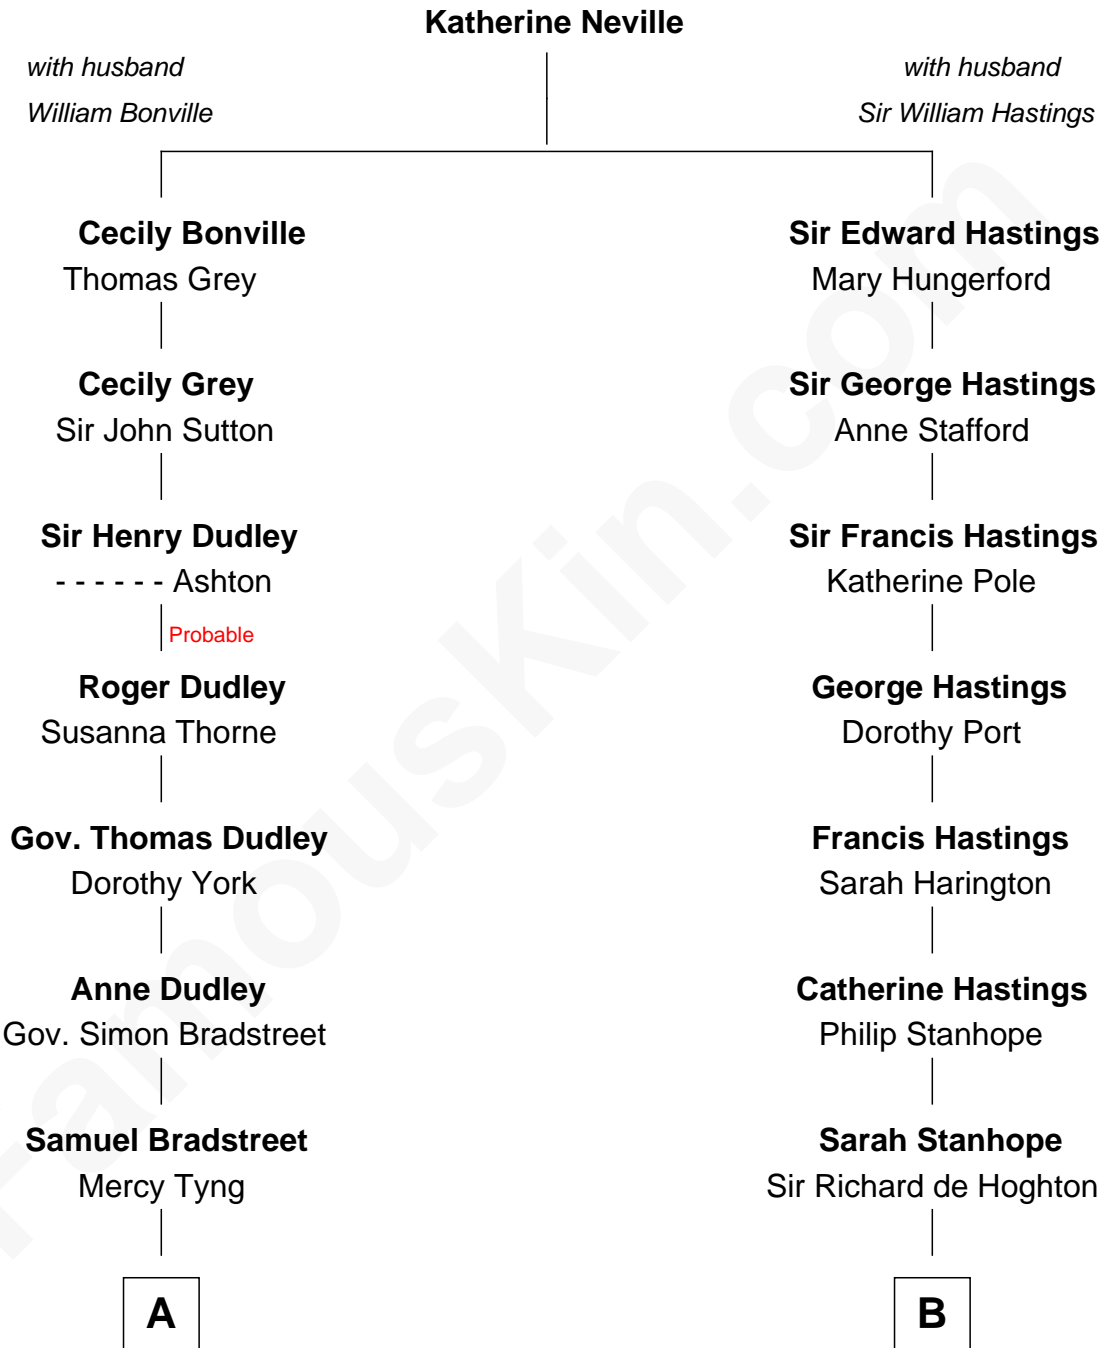 Katherine Neville
with husband
William Bonville
with husband
Sir William Hastings
Cecily Bonville
Thomas Grey
Sir Edward Hastings
Mary Hungerford
Cecily Grey
Sir John Sutton
Sir George Hastings
Anne Stafford
Sir Henry Dudley
- - - - - - Ashton
Sir Francis Hastings
Katherine Pole
Probable
Roger Dudley
Susanna Thorne
George Hastings
Dorothy Port
Gov. Thomas Dudley
Dorothy York
Francis Hastings
Sarah Harington
Anne Dudley
Gov. Simon Bradstreet
Catherine Hastings
Philip Stanhope
Samuel Bradstreet
Mercy Tyng
Sarah Stanhope
Sir Richard de Hoghton
A
B
FamousKin.com